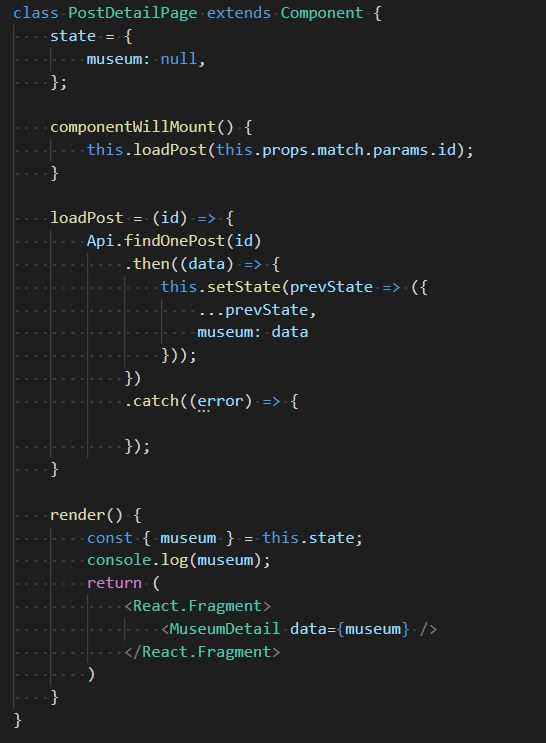 class PostDetailPage extends Component {
    state = {
        museum: null,
    };

    componentWillMount() {
        this.loadPost(this.props.match.params.id);
    }

    loadPost = (id) => {
        Api.findOnePost(id)
            .then((data) => {
                this.setState(prevState => ({
                    ...prevState,
                    museum: data
                }));
            })
            .catch((error) => {

            });
    }

    render() {
        const { museum } = this.state;
        console.log(museum);
        return (
            <React.Fragment>
                <MuseumDetail data={museum} />
            </React.Fragment>
        )
    }
}